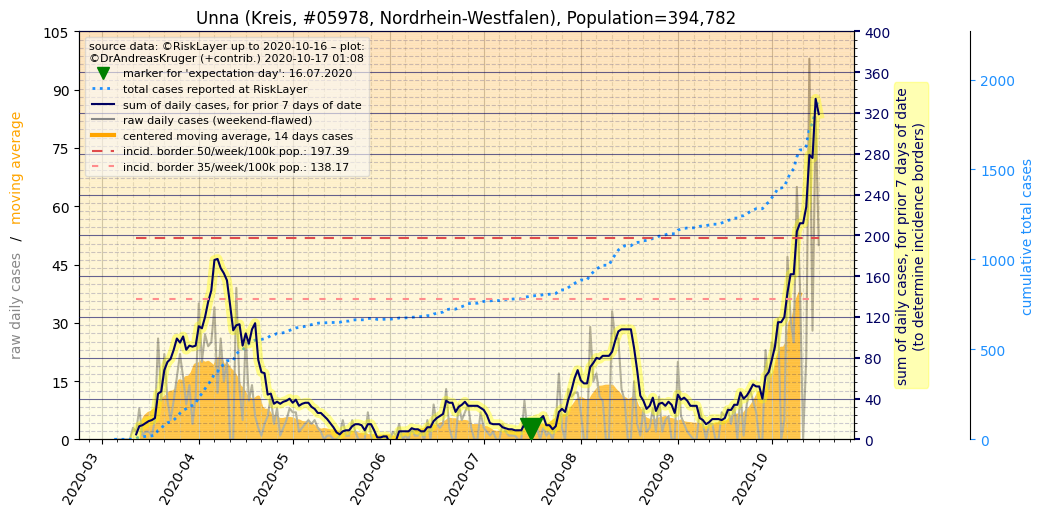 Unna (Kreis, #05978, Nordrhein-Westfalen), Population=394,782
source data: ©RiskLayer up to 2020-10-16 – plot:
©DrAndreasKruger (+contrib.) 2020-10-17 01:08
marker for 'expectation day': 16.07.2020
total cases reported at RiskLayer
sum of daily cases, for prior 7 days of date
raw daily cases (weekend-flawed)
centered moving average, 14 days cases
incid. border 50/week/100k pop.: 197.39
incid. border 35/week/100k pop.: 138.17
raw daily cases / moving average
105
90
75
60
45
30
15
0
2020-03
2020-04
2020-05
2020-06
2020-07
2020-08
2020-09
2020-10
400
360
320
280
240
200
160
120
80
40
0
sum of daily cases, for prior 7 days of date
(to determine incidence borders)
2000
1500
1000
500
0
cumulative total cases